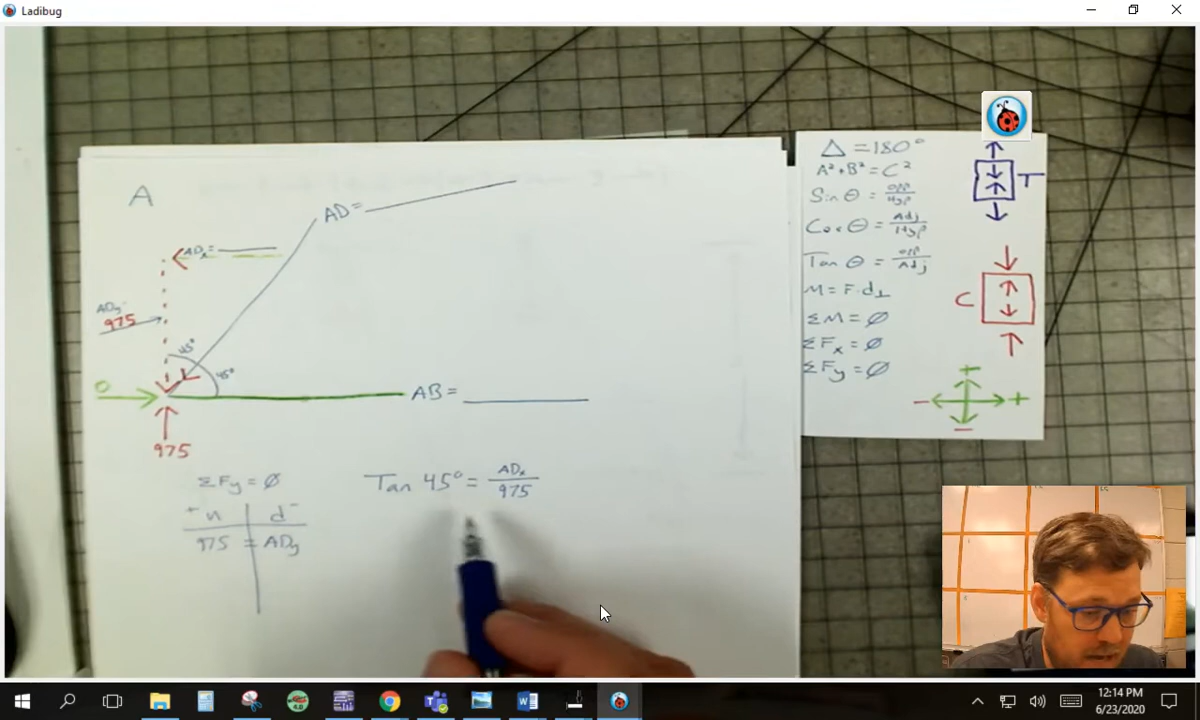 Ladibug
A
AD=
ADx=
ADy
975
45°
45°
0
AB=
975
ΣFy = ∅
+ u | d -
975 = ADy
Tan 45° = ADx/975
△ = 180°
A² + B² = C²
Sin θ = opp/Hyp
Cos θ = Adj/Hyp
Tan θ = opp/Adj
M = F·d⊥
ΣM = ∅
ΣFx = ∅
ΣFy = ∅
T
C
+
- +
-
12:14 PM
6/23/2020